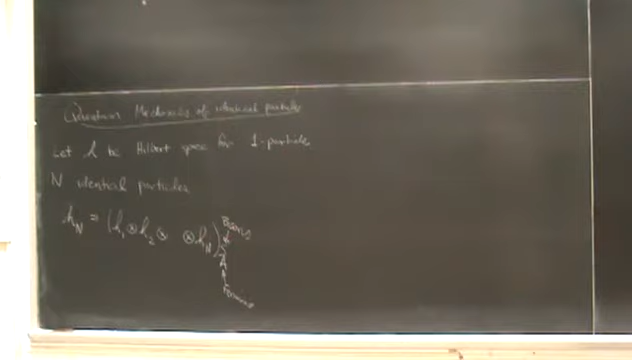 Quantum Mechanics of identical particles
Let h be Hilbert space for 1-particle
N identical particles
h_N = (h_1 ⊗ h_2 ⊗ ⊗ h_N)
Bosons
A
Fermions